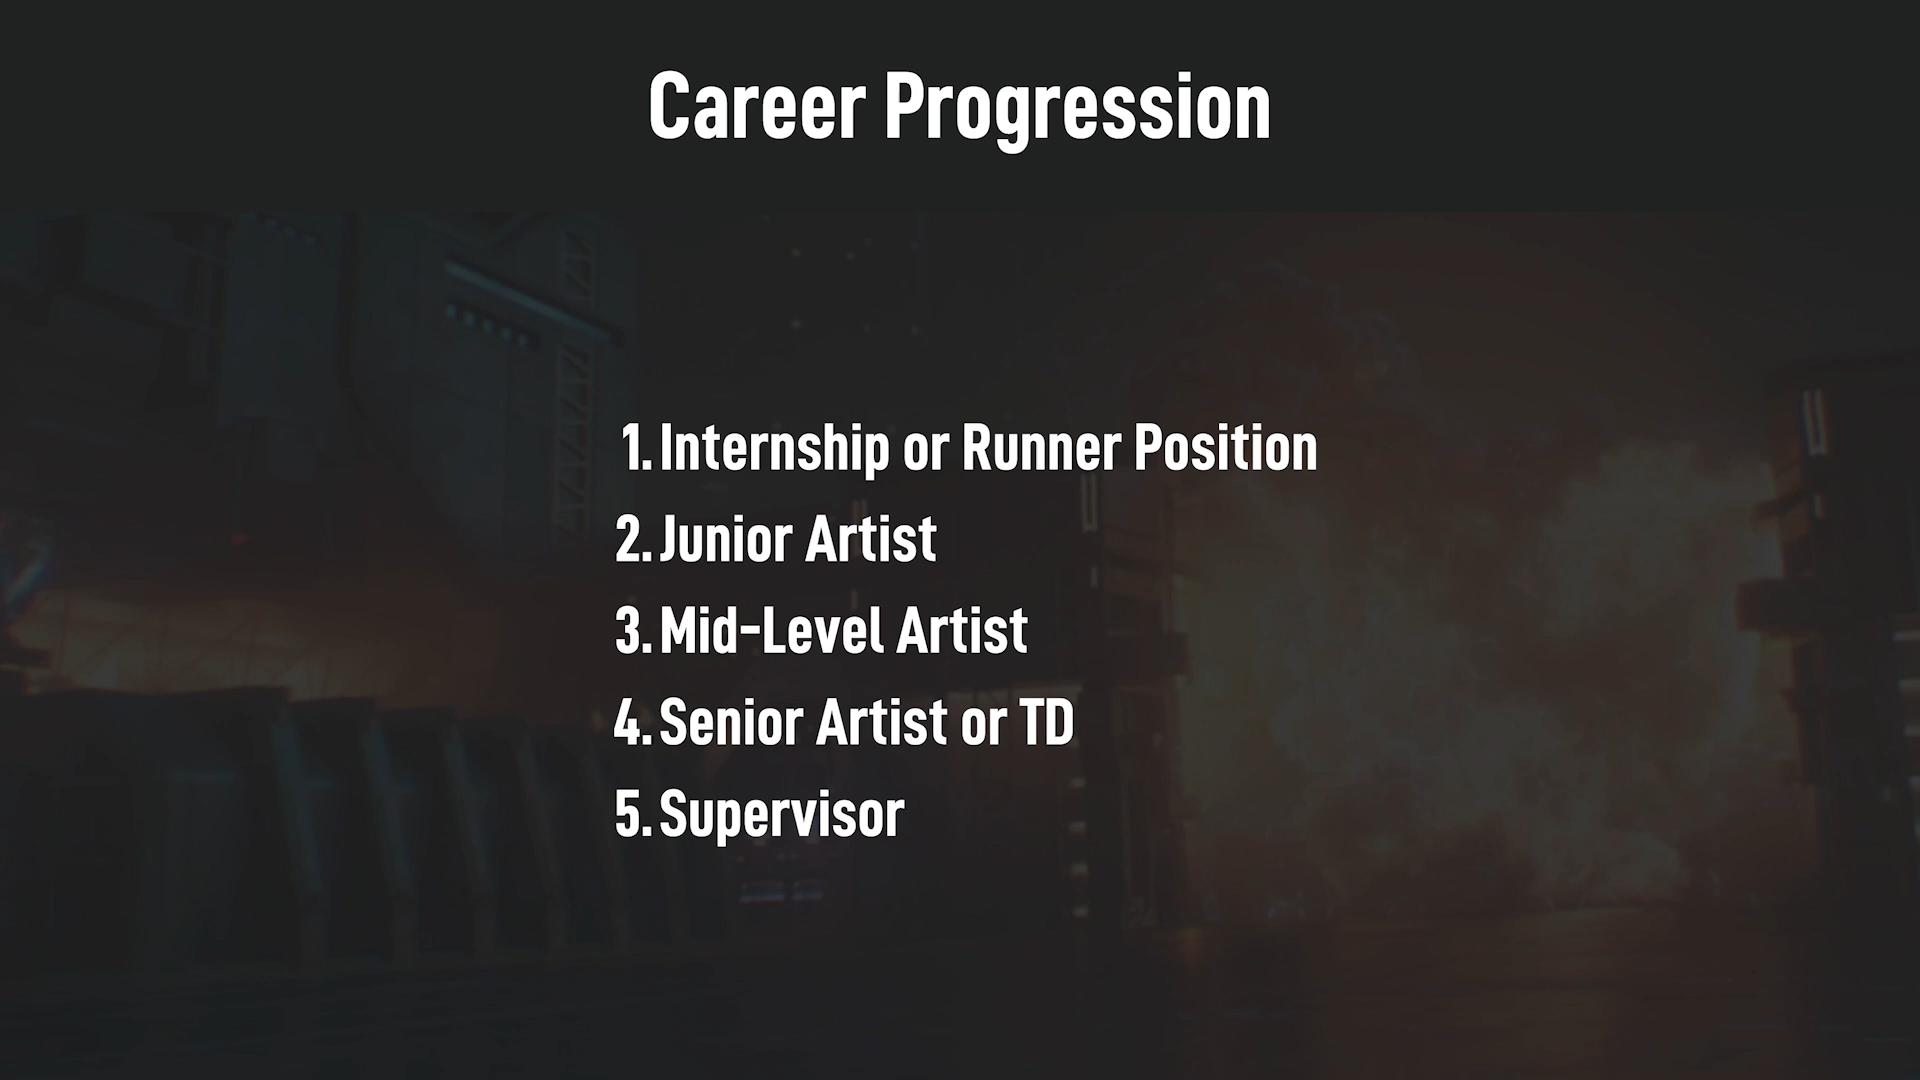 Career Progression
1. Internship or Runner Position
2. Junior Artist
3. Mid-Level Artist
4. Senior Artist or TD
5. Supervisor